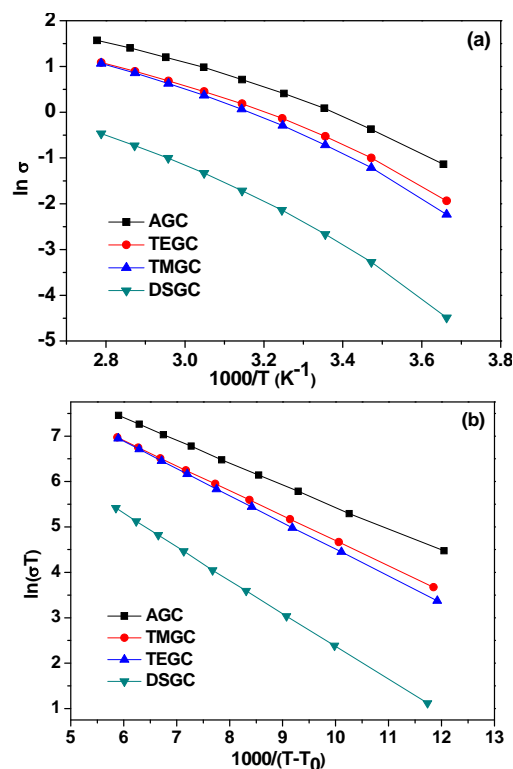 (a)
2
1
0
-1
-2
-3
-4
-5
ln σ
AGC
TEGC
TMGC
DSGC
2.8 3.0 3.2 3.4 3.6 3.8
1000/T (K⁻¹)
(b)
7
6
5
4
3
2
1
ln(σT)
AGC
TMGC
TEGC
DSGC
5 6 7 8 9 10 11 12 13
1000/(T-T₀)